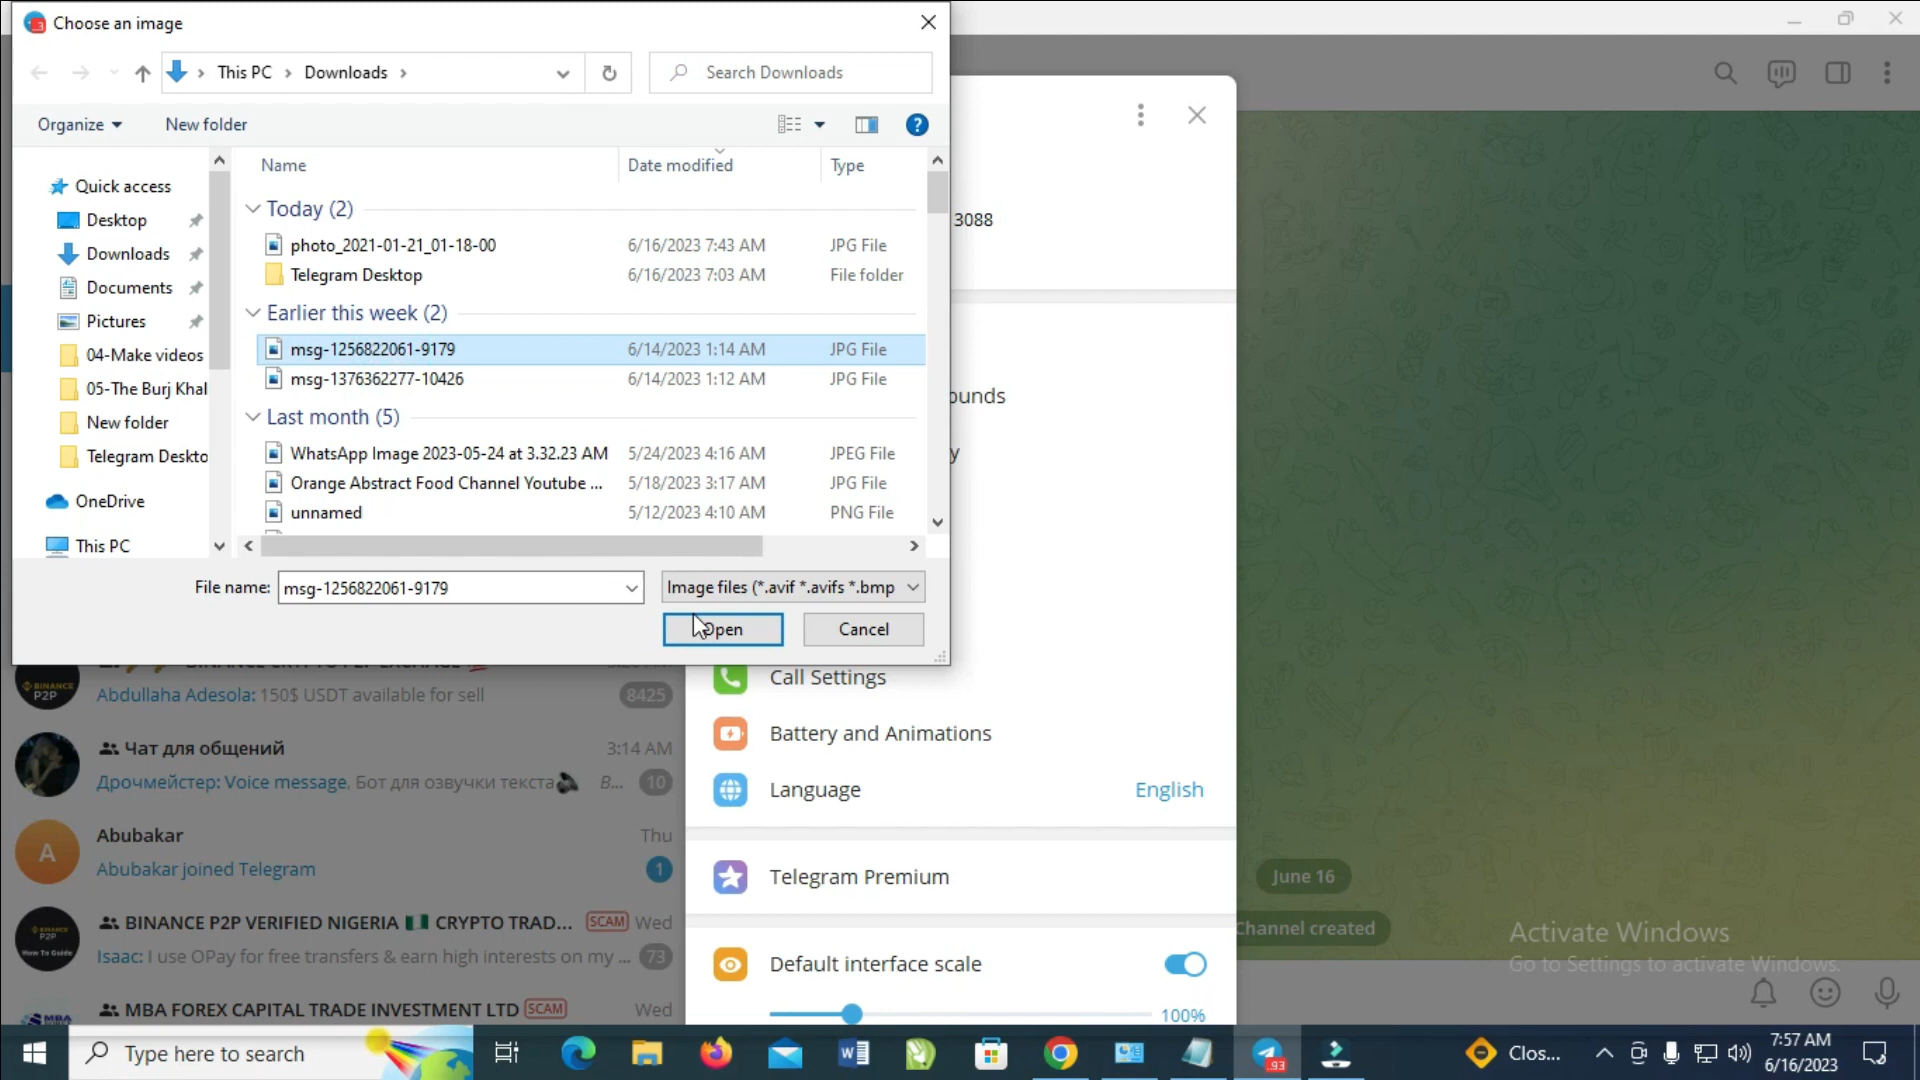 Choose an image
This PC
Downloads
Search Downloads
Organize
New folder
Quick access
Desktop
Downloads
Documents
Pictures
04-Make videos
05-The Burj Khal
New folder
Telegram Deskto
OneDrive
This PC
Name
Date modified
Type
Today (2)
photo_2021-01-21_01-18-00 6/16/2023 7:43 AM JPG File
Telegram Desktop 6/16/2023 7:03 AM File folder
Earlier this week (2)
msg-1256822061-9179 6/14/2023 1:14 AM JPG File
msg-1376362277-10426 6/14/2023 1:12 AM JPG File
Last month (5)
WhatsApp Image 2023-05-24 at 3.32.23 AM 5/24/2023 4:16 AM JPEG File
Orange Abstract Food Channel Youtube ... 5/18/2023 3:17 AM JPG File
unnamed 5/12/2023 4:10 AM PNG File
File name: msg-1256822061-9179
Image files (*.avif *.avifs *.bmp
Open
Cancel
3088
ounds
y
Call Settings
Battery and Animations
Language English
Telegram Premium
Default interface scale
100%
BINANCE P2P
Abdullaha Adesola: 150$ USDT available for sell 8425
Чат для общений 3:14 AM
Дрочмейстер: Voice message, Бот для озвучки текста В... 10
A
Abubakar Thu
Abubakar joined Telegram 1
BINANCE P2P VERIFIED NIGERIA CRYPTO TRAD... SCAM Wed
Isaac: I use OPay for free transfers & earn high interests on my ... 73
MBA FOREX CAPITAL TRADE INVESTMENT LTD SCAM Wed
June 16
Channel created
Activate Windows
Go to Settings to activate Windows.
Type here to search
93
Clos...
7:57 AM
6/16/2023